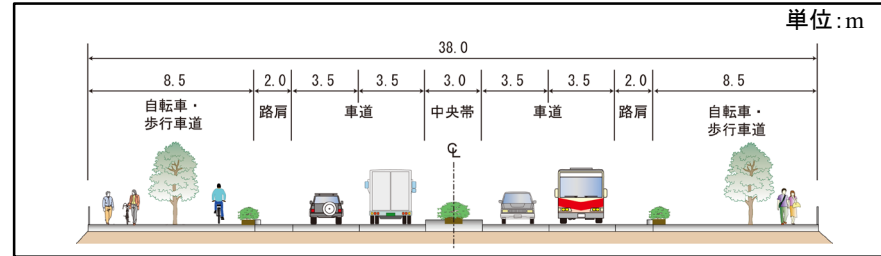 単位：m
38.0
8.5 2.0 3.5 3.5 3.0 3.5 3.5 2.0 8.5
自転車・ 路肩 車道 中央帯 車道 路肩 自転車・
歩行車道 歩行車道
℄